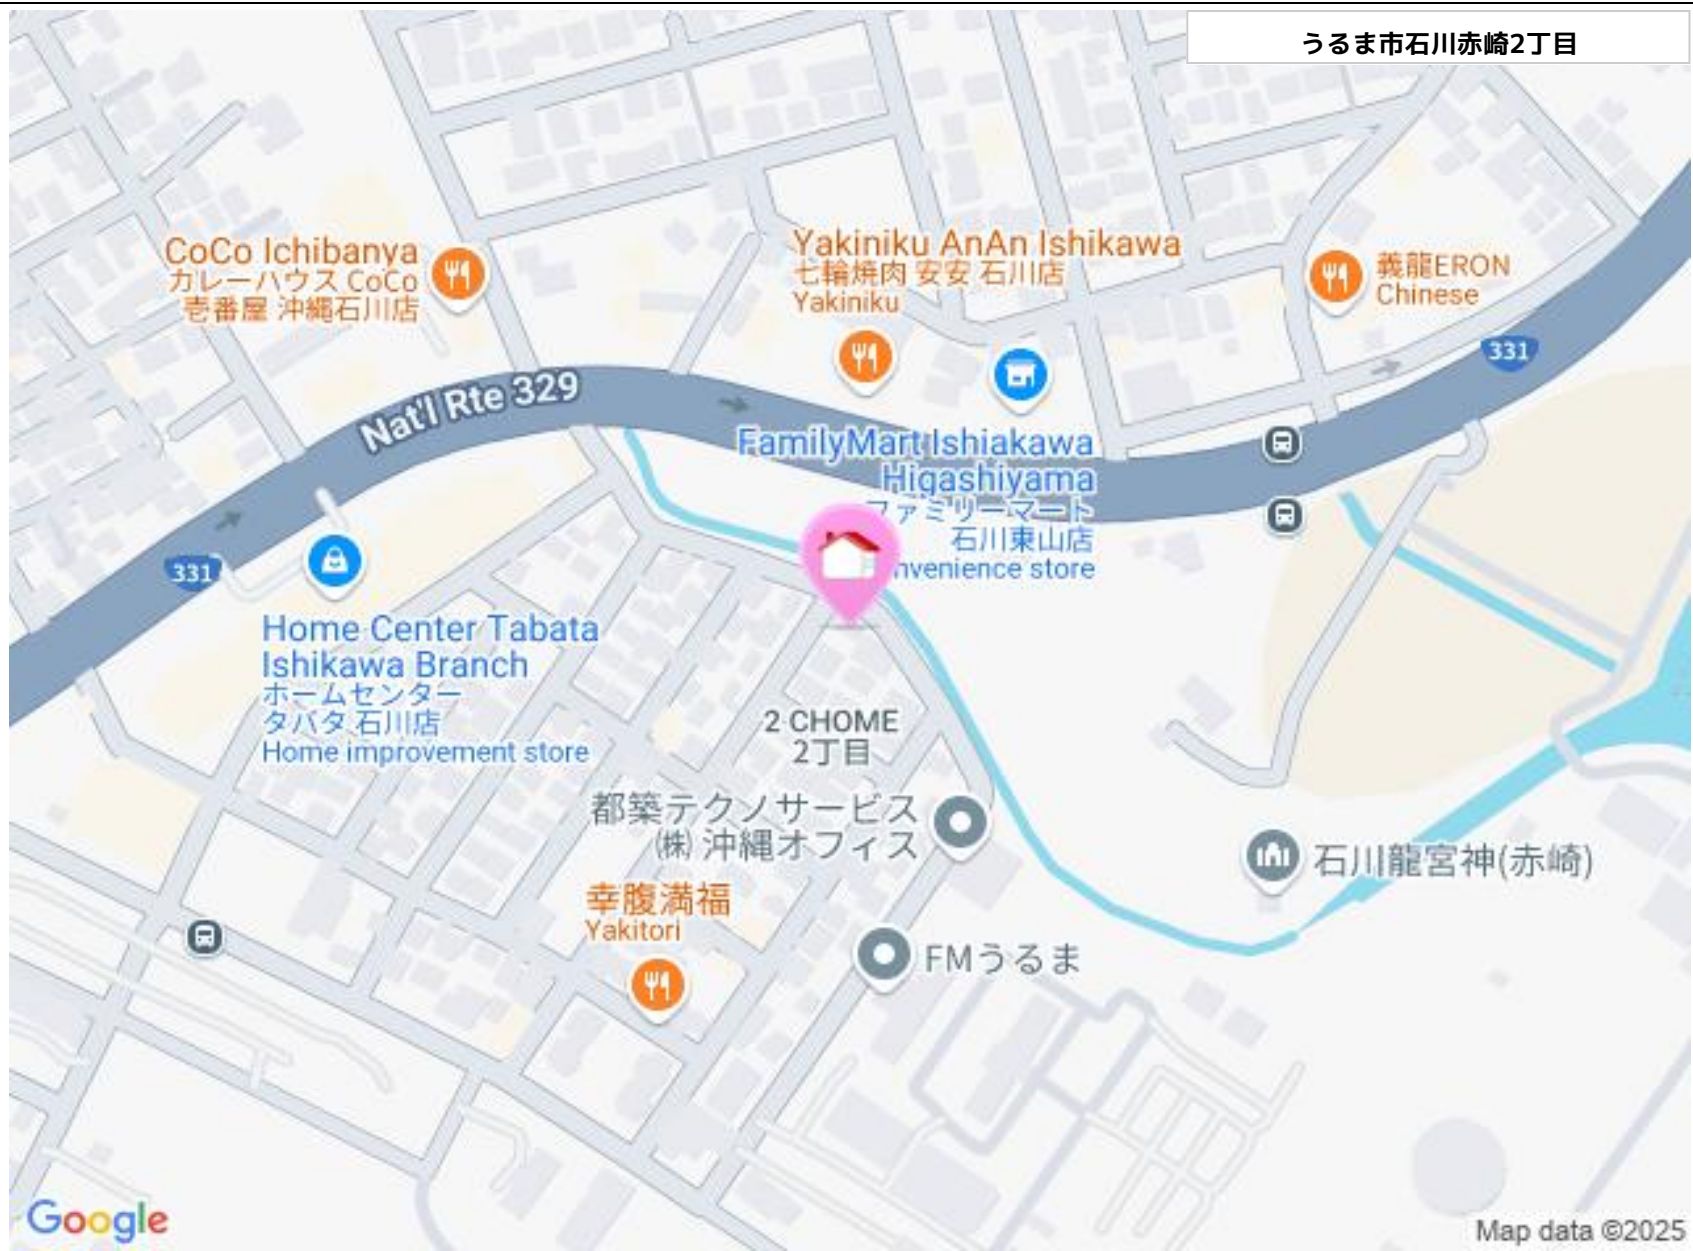 うるま市石川赤崎2丁目
CoCo Ichibanya
カレーハウス CoCo
壱番屋 沖縄石川店
Yakiniku AnAn Ishikawa
七輪焼肉 安安 石川店
Yakiniku
義龍ERON
Chinese
331
Nat'l Rte 329
FamilyMart Ishiakawa
Higashiyama
ファミリーマート
石川東山店
nvenience store
331
Home Center Tabata
Ishikawa Branch
ホームセンター
タバタ 石川店
Home improvement store
2 CHOME
2丁目
都築テクノサービス
㈱ 沖縄オフィス
石川龍宮神(赤崎)
幸腹満福
Yakitori
FMうるま
Google
Map data ©2025